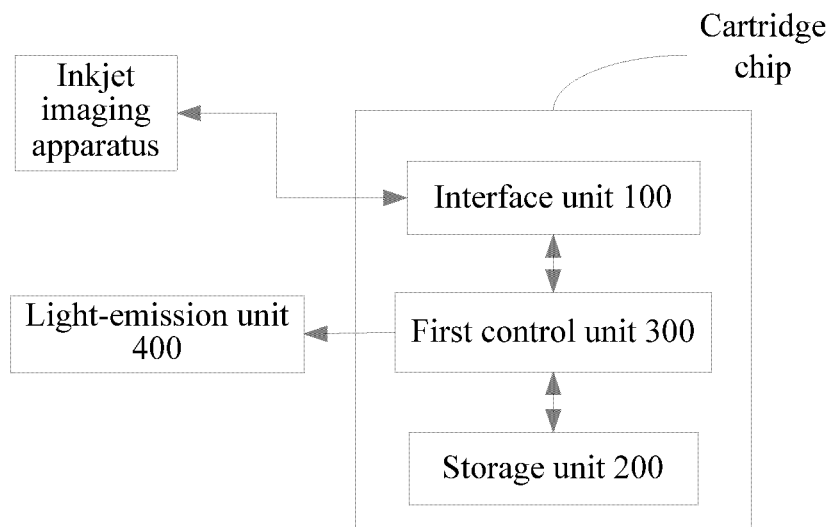 Cartridge
chip
Inkjet
imaging
apparatus
Interface unit 100
Light-emission unit
400
First control unit 300
Storage unit 200